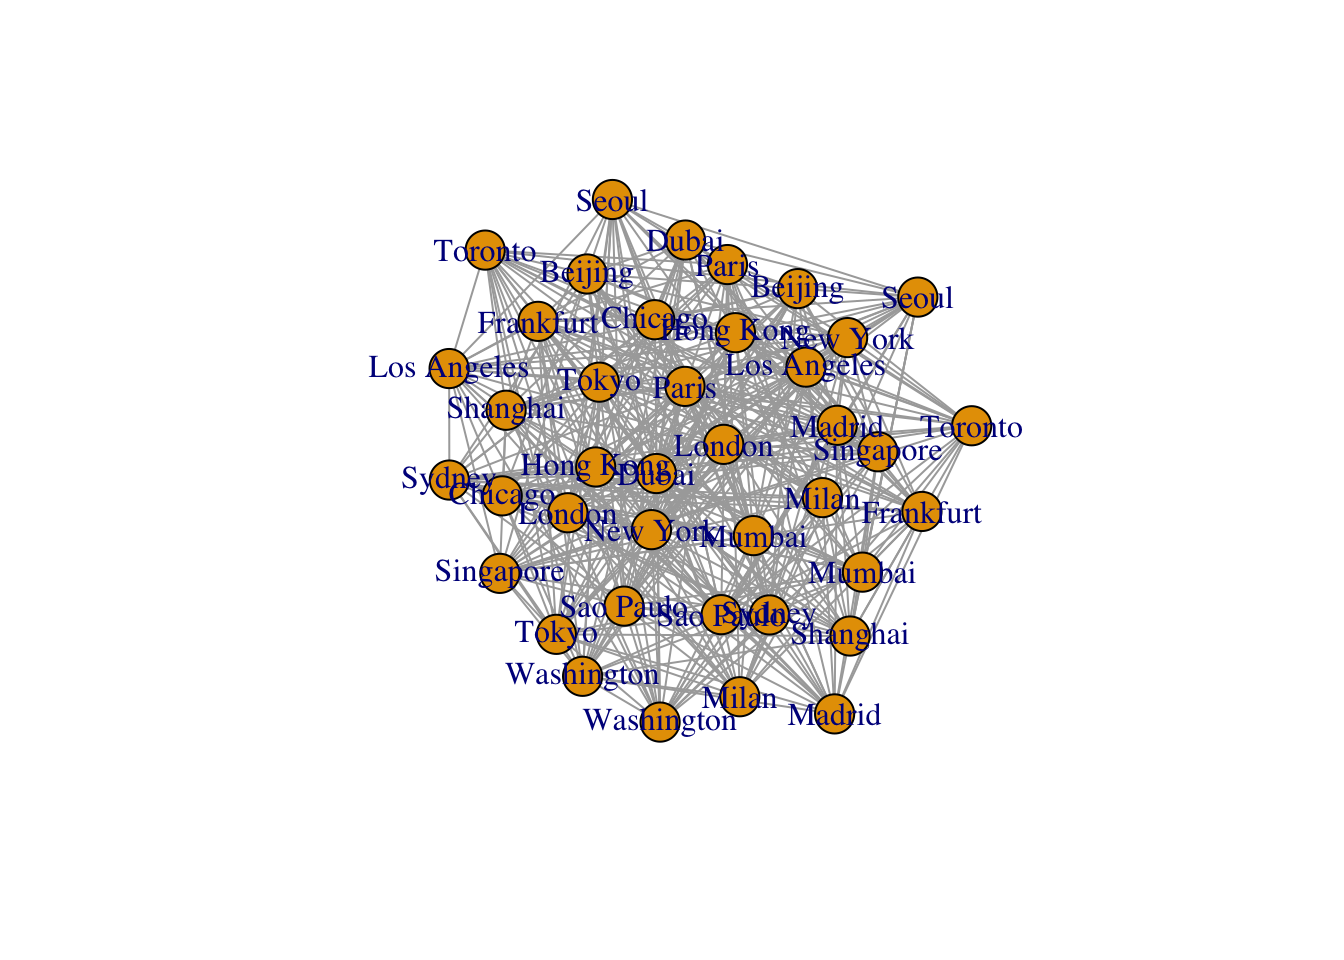 Seoul
Dubai
Toronto
Paris
Beijing
Beijing
Seoul
Chicago
Frankfurt
Hong Kong
New York
Los Angeles
Los Angeles
Tokyo
Paris
Shanghai
Madrid
Toronto
London
Singapore
Hong Kong
Dubai
Sydney
Chicago
Milan
London
Frankfurt
New York
Mumbai
Singapore
Mumbai
Sao Paulo
Sao Paulo
Sydney
Tokyo
Shanghai
Washington
Milan
Washington
Madrid